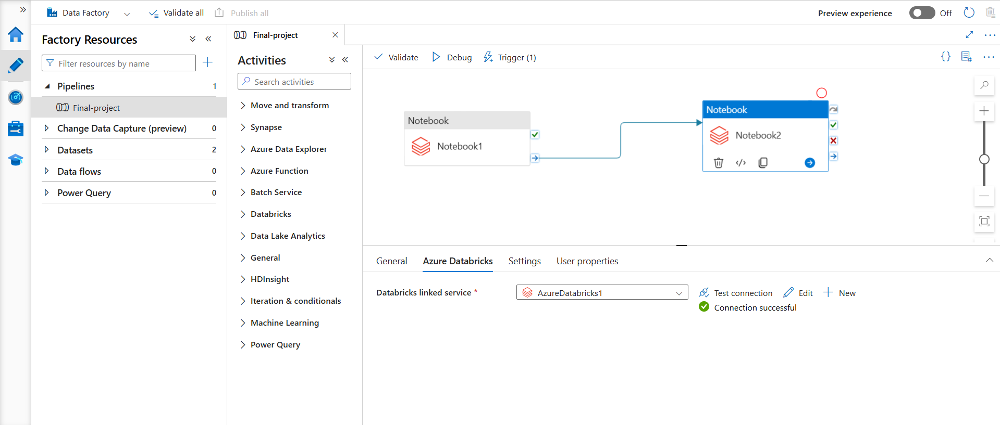 Data Factory
Validate all
Publish all
Preview experience
Off
Factory Resources
Filter resources by name
Pipelines 1
Final-project
Change Data Capture (preview) 0
Datasets 2
Data flows 0
Power Query 0
Final-project
Activities
Search activities
Move and transform
Synapse
Azure Data Explorer
Azure Function
Batch Service
Databricks
Data Lake Analytics
General
HDInsight
Iteration & conditionals
Machine Learning
Power Query
Validate
Debug
Trigger (1)
Notebook
Notebook1
Notebook
Notebook2
General
Azure Databricks
Settings
User properties
Databricks linked service *
AzureDatabricks1
Test connection
Edit
New
Connection successful